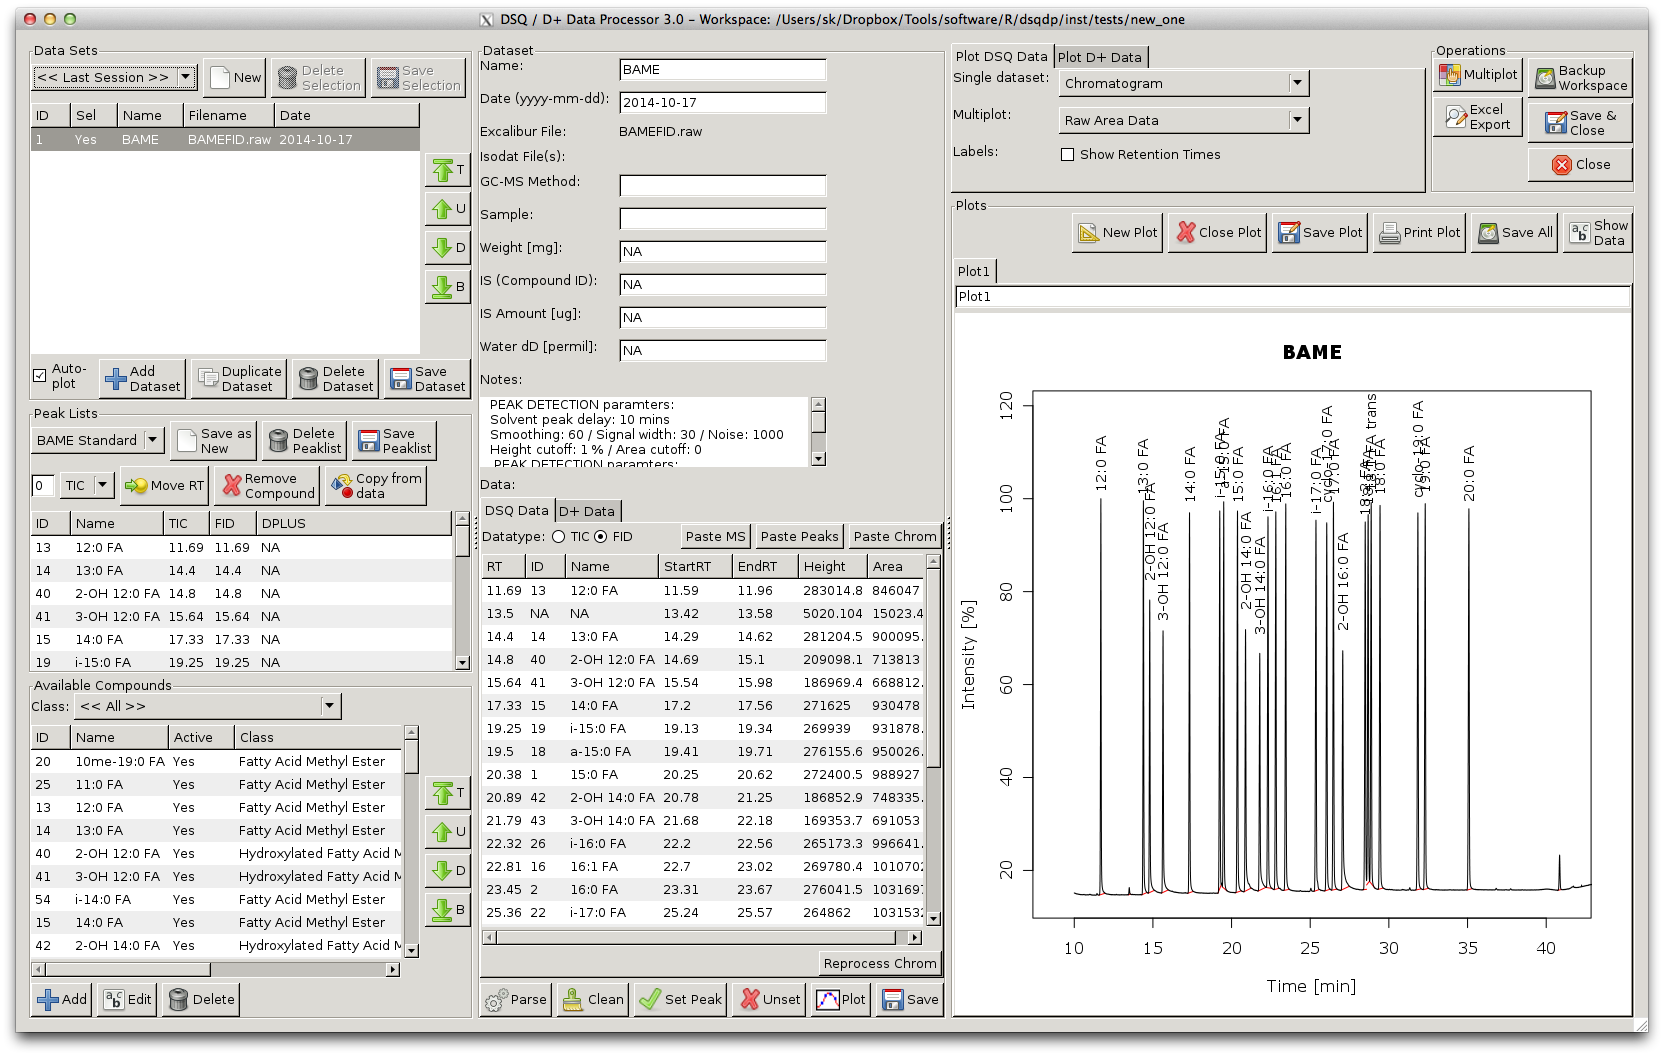 DSQ / D+ Data Processor 3.0 - Workspace: /Users/sk/Dropbox/Tools/software/R/dsqdp/inst/tests/new_one
Data Sets
<< Last Session >>
New
Delete Selection
Save Selection
ID Sel Name Filename Date
1 Yes BAME BAMEFID.raw 2014-10-17
T
U
D
B
Auto-plot
Add Dataset
Duplicate Dataset
Delete Dataset
Save Dataset
Peak Lists
BAME Standard
Save as New
Delete Peaklist
Save Peaklist
0
TIC
Move RT
Remove Compound
Copy from data
ID Name TIC FID DPLUS
13 12:0 FA 11.69 11.69 NA
14 13:0 FA 14.4 14.4 NA
40 2-OH 12:0 FA 14.8 14.8 NA
41 3-OH 12:0 FA 15.64 15.64 NA
15 14:0 FA 17.33 17.33 NA
19 i-15:0 FA 19.25 19.25 NA
Available Compounds
Class: << All >>
ID Name Active Class
20 10me-19:0 FA Yes Fatty Acid Methyl Ester
25 11:0 FA Yes Fatty Acid Methyl Ester
13 12:0 FA Yes Fatty Acid Methyl Ester
14 13:0 FA Yes Fatty Acid Methyl Ester
40 2-OH 12:0 FA Yes Hydroxylated Fatty Acid M
41 3-OH 12:0 FA Yes Hydroxylated Fatty Acid M
54 i-14:0 FA Yes Fatty Acid Methyl Ester
15 14:0 FA Yes Fatty Acid Methyl Ester
42 2-OH 14:0 FA Yes Hydroxylated Fatty Acid M
T
U
D
B
Add
Edit
Delete
Dataset
Name: BAME
Date (yyyy-mm-dd): 2014-10-17
Excalibur File: BAMEFID.raw
Isodat File(s):
GC-MS Method:
Sample:
Weight [mg]: NA
IS (Compound ID): NA
IS Amount [ug]: NA
Water dD [permil]: NA
Notes:
PEAK DETECTION paramters:
Solvent peak delay: 10 mins
Smoothing: 60 / Signal width: 30 / Noise: 1000
Height cutoff: 1 % / Area cutoff: 0
PEAK DETECTION paramters:
Data:
DSQ Data
D+ Data
Datatype: TIC FID
Paste MS
Paste Peaks
Paste Chrom
RT ID Name StartRT EndRT Height Area
11.69 13 12:0 FA 11.59 11.96 283014.8 846047
13.5 NA NA 13.42 13.58 5020.104 15023.4
14.4 14 13:0 FA 14.29 14.62 281204.5 900095.
14.8 40 2-OH 12:0 FA 14.69 15.1 209098.1 713813
15.64 41 3-OH 12:0 FA 15.54 15.98 186969.4 668812.
17.33 15 14:0 FA 17.2 17.56 271625 930478
19.25 19 i-15:0 FA 19.13 19.34 269939 931878.
19.5 18 a-15:0 FA 19.41 19.71 276155.6 950026.
20.38 1 15:0 FA 20.25 20.62 272400.5 988927
20.89 42 2-OH 14:0 FA 20.78 21.25 186852.9 748335.
21.79 43 3-OH 14:0 FA 21.68 22.18 169353.7 691053
22.32 26 i-16:0 FA 22.2 22.56 265173.3 996641.
22.81 16 16:1 FA 22.7 23.02 269780.4 1010702
23.45 2 16:0 FA 23.31 23.67 276041.5 1031697
25.36 22 i-17:0 FA 25.24 25.57 264862 1031532
Reprocess Chrom
Parse
Clean
Set Peak
Unset
Plot
Save
Plot DSQ Data
Plot D+ Data
Single dataset: Chromatogram
Multiplot: Raw Area Data
Labels: Show Retention Times
Operations
Multiplot
Backup Workspace
Excel Export
Save & Close
Close
Plots
New Plot
Close Plot
Save Plot
Print Plot
Save All
Show Data
Plot1
Plot1
BAME
Intensity [%]
120
100
80
60
40
20
12:0 FA
13:0 FA
2-OH 12:0 FA
3-OH 12:0 FA
14:0 FA
i-15:0 FA
a-15:0 FA
15:0 FA
2-OH 14:0 FA
3-OH 14:0 FA
i-16:0 FA
16:1 FA
16:0 FA
i-17:0 FA
cyclo-17:0 FA
17:0 FA
2-OH 16:0 FA
18:2 FA
trans
18:0 FA
cyclo-19:0 FA
19:0 FA
20:0 FA
10 15 20 25 30 35 40
Time [min]